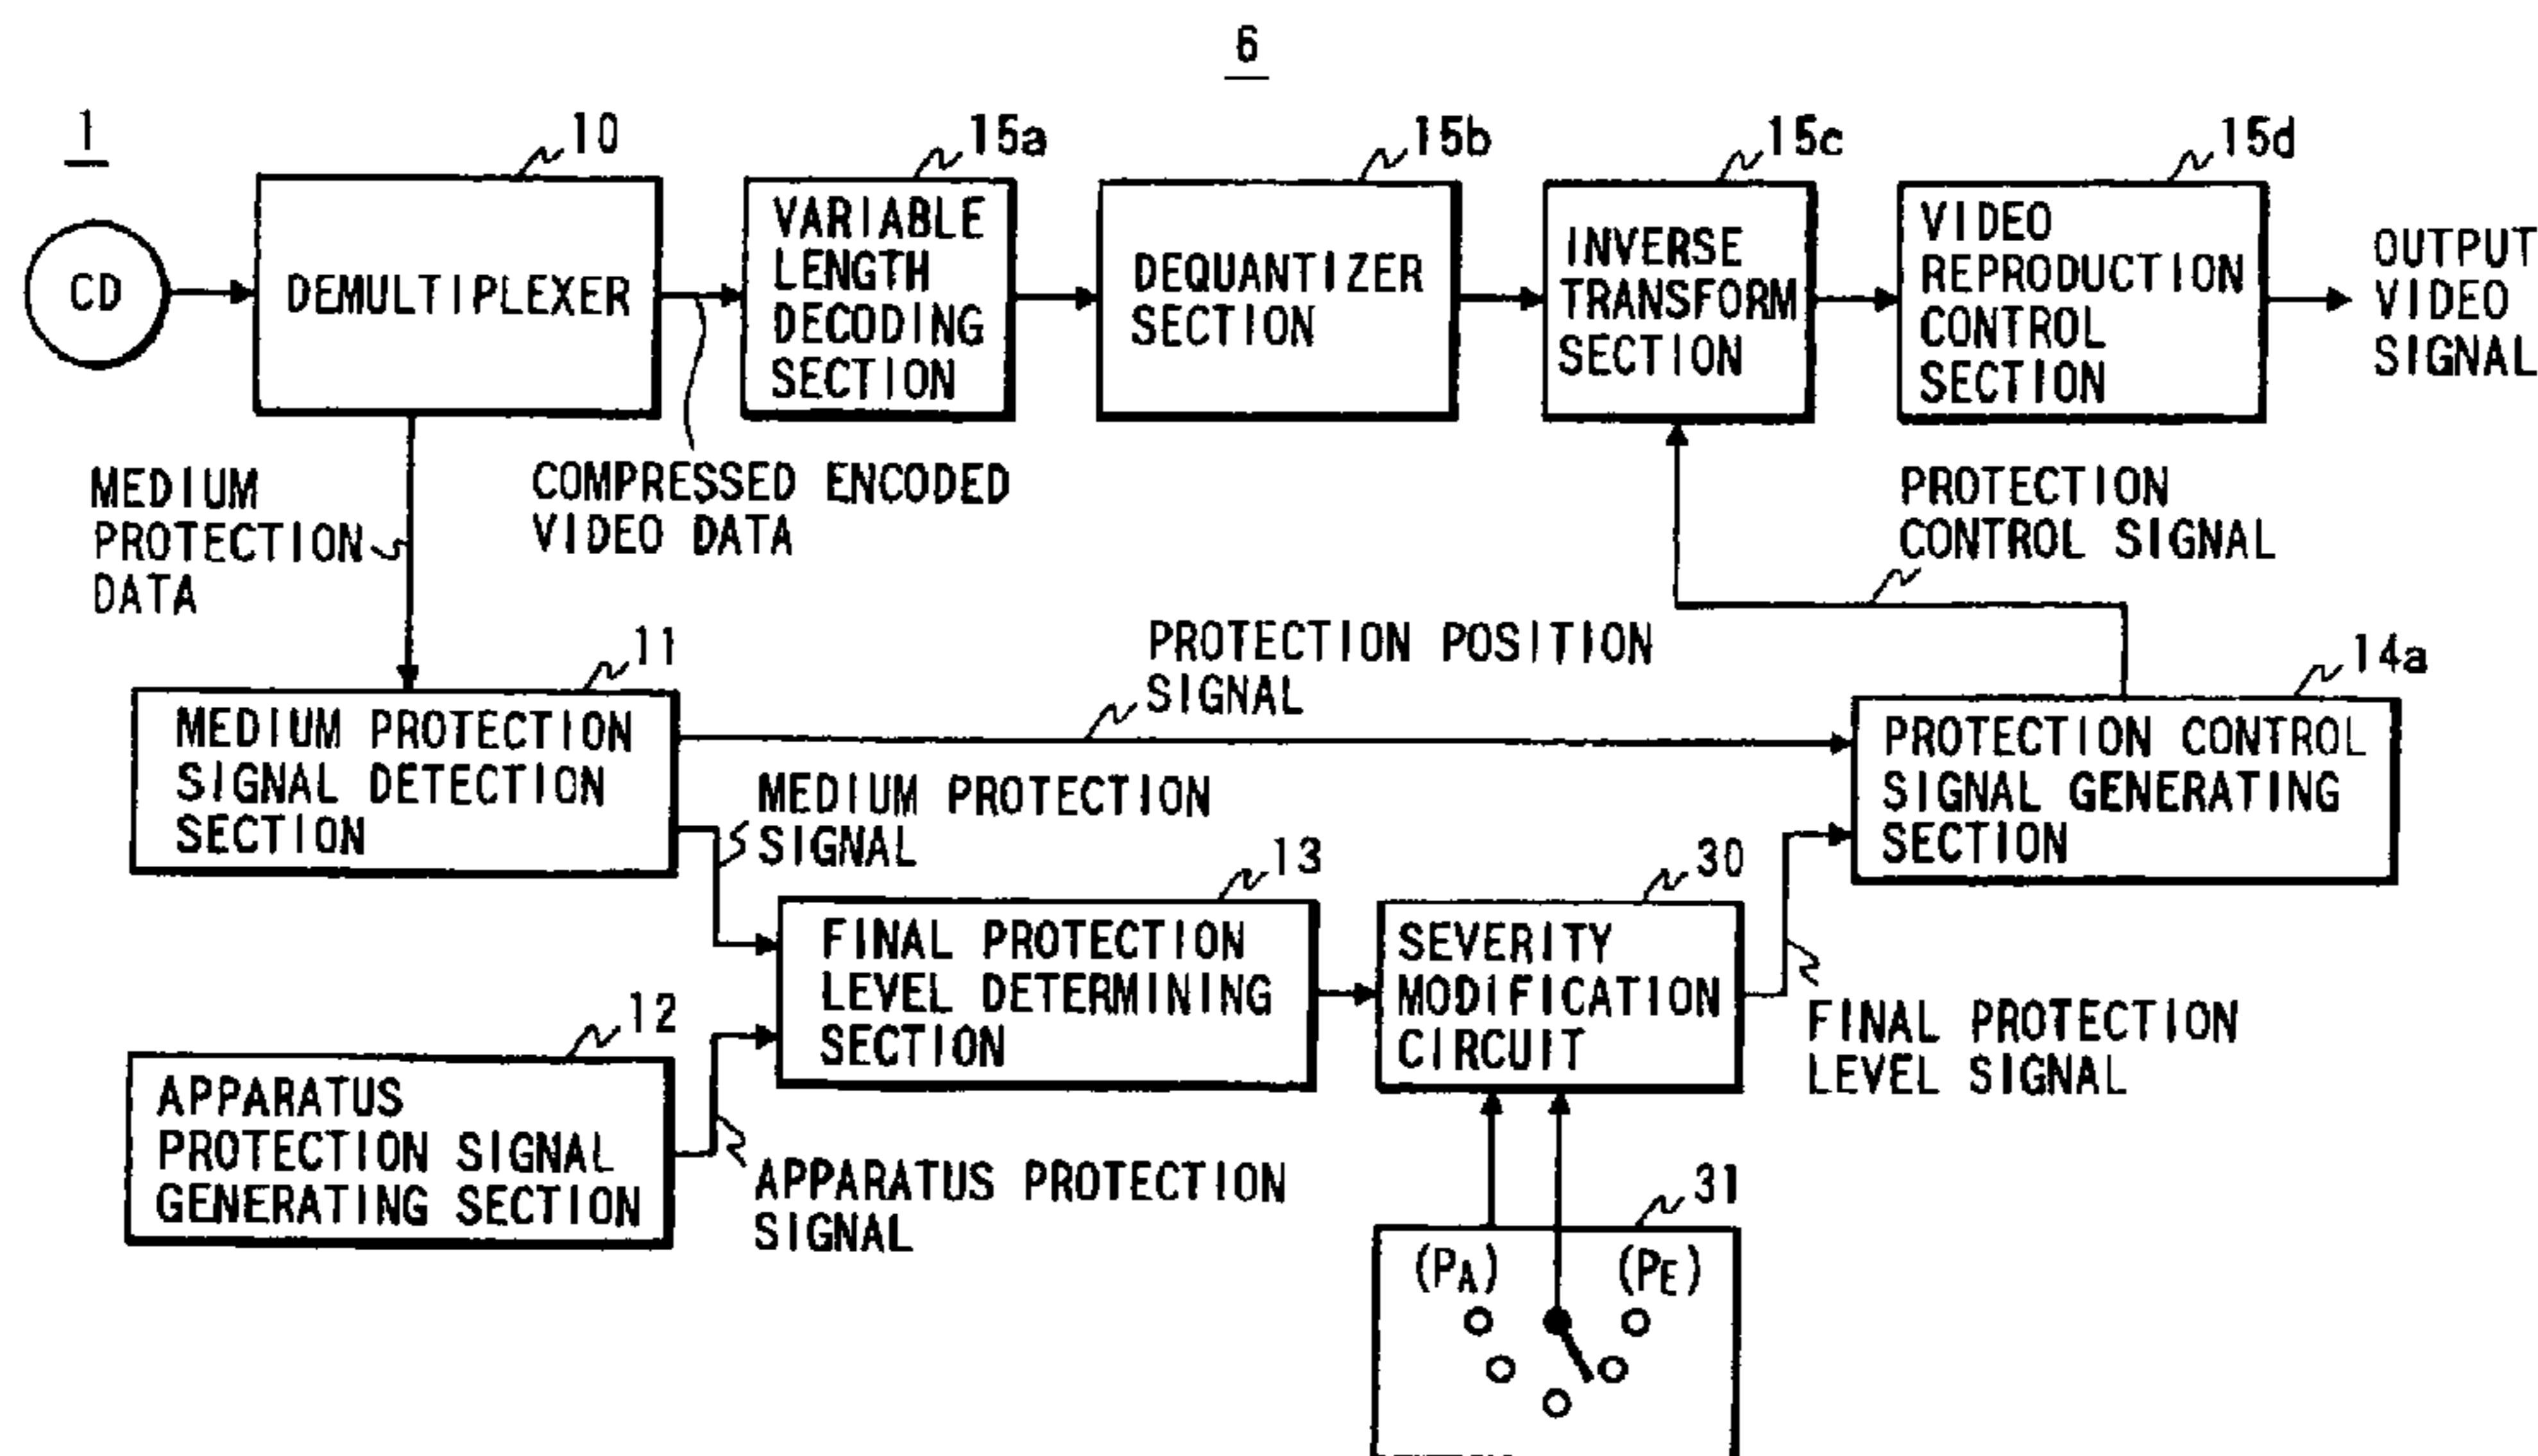 6
1
10
15a
15b
15c
15d
CD
DEMULTIPLEXER
VARIABLE
LENGTH
DECODING
SECTION
DEQUANTIZER
SECTION
INVERSE
TRANSFORM
SECTION
VIDEO
REPRODUCTION
CONTROL
SECTION
OUTPUT
VIDEO
SIGNAL
MEDIUM
PROTECTION
DATA
COMPRESSED ENCODED
VIDEO DATA
PROTECTION
CONTROL SIGNAL
11
PROTECTION POSITION
SIGNAL
14a
MEDIUM PROTECTION
SIGNAL DETECTION
SECTION
MEDIUM PROTECTION
SIGNAL
PROTECTION CONTROL
SIGNAL GENERATING
SECTION
13
30
FINAL PROTECTION
LEVEL DETERMINING
SECTION
SEVERITY
MODIFICATION
CIRCUIT
FINAL PROTECTION
LEVEL SIGNAL
12
APPARATUS
PROTECTION SIGNAL
GENERATING SECTION
APPARATUS PROTECTION
SIGNAL
31
(PA) (PE)